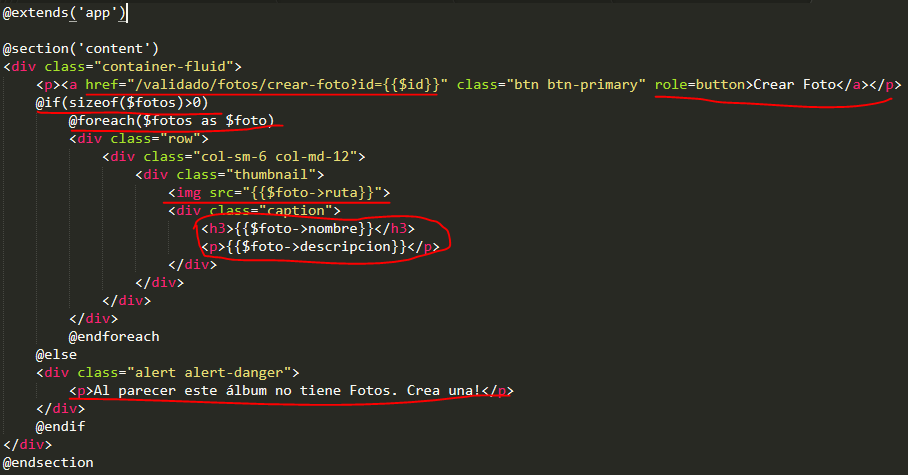 @extends('app')
@section('content')
<div class="container-fluid">
<p><a href="/validado/fotos/crear-foto?id={{$id}}" class="btn btn-primary" role=button>Crear Foto</a></p>
@if(sizeof($fotos)>0)
@foreach($fotos as $foto)
<div class="row">
<div class="col-sm-6 col-md-12">
<div class="thumbnail">
<img src="{{$foto->ruta}}">
<div class="caption">
<h3>{{$foto->nombre}}</h3>
<p>{{$foto->descripcion}}</p>
</div>
</div>
</div>
</div>
@endforeach
@else
<div class="alert alert-danger">
<p>Al parecer este álbum no tiene Fotos. Crea una!</p>
</div>
@endif
</div>
@endsection